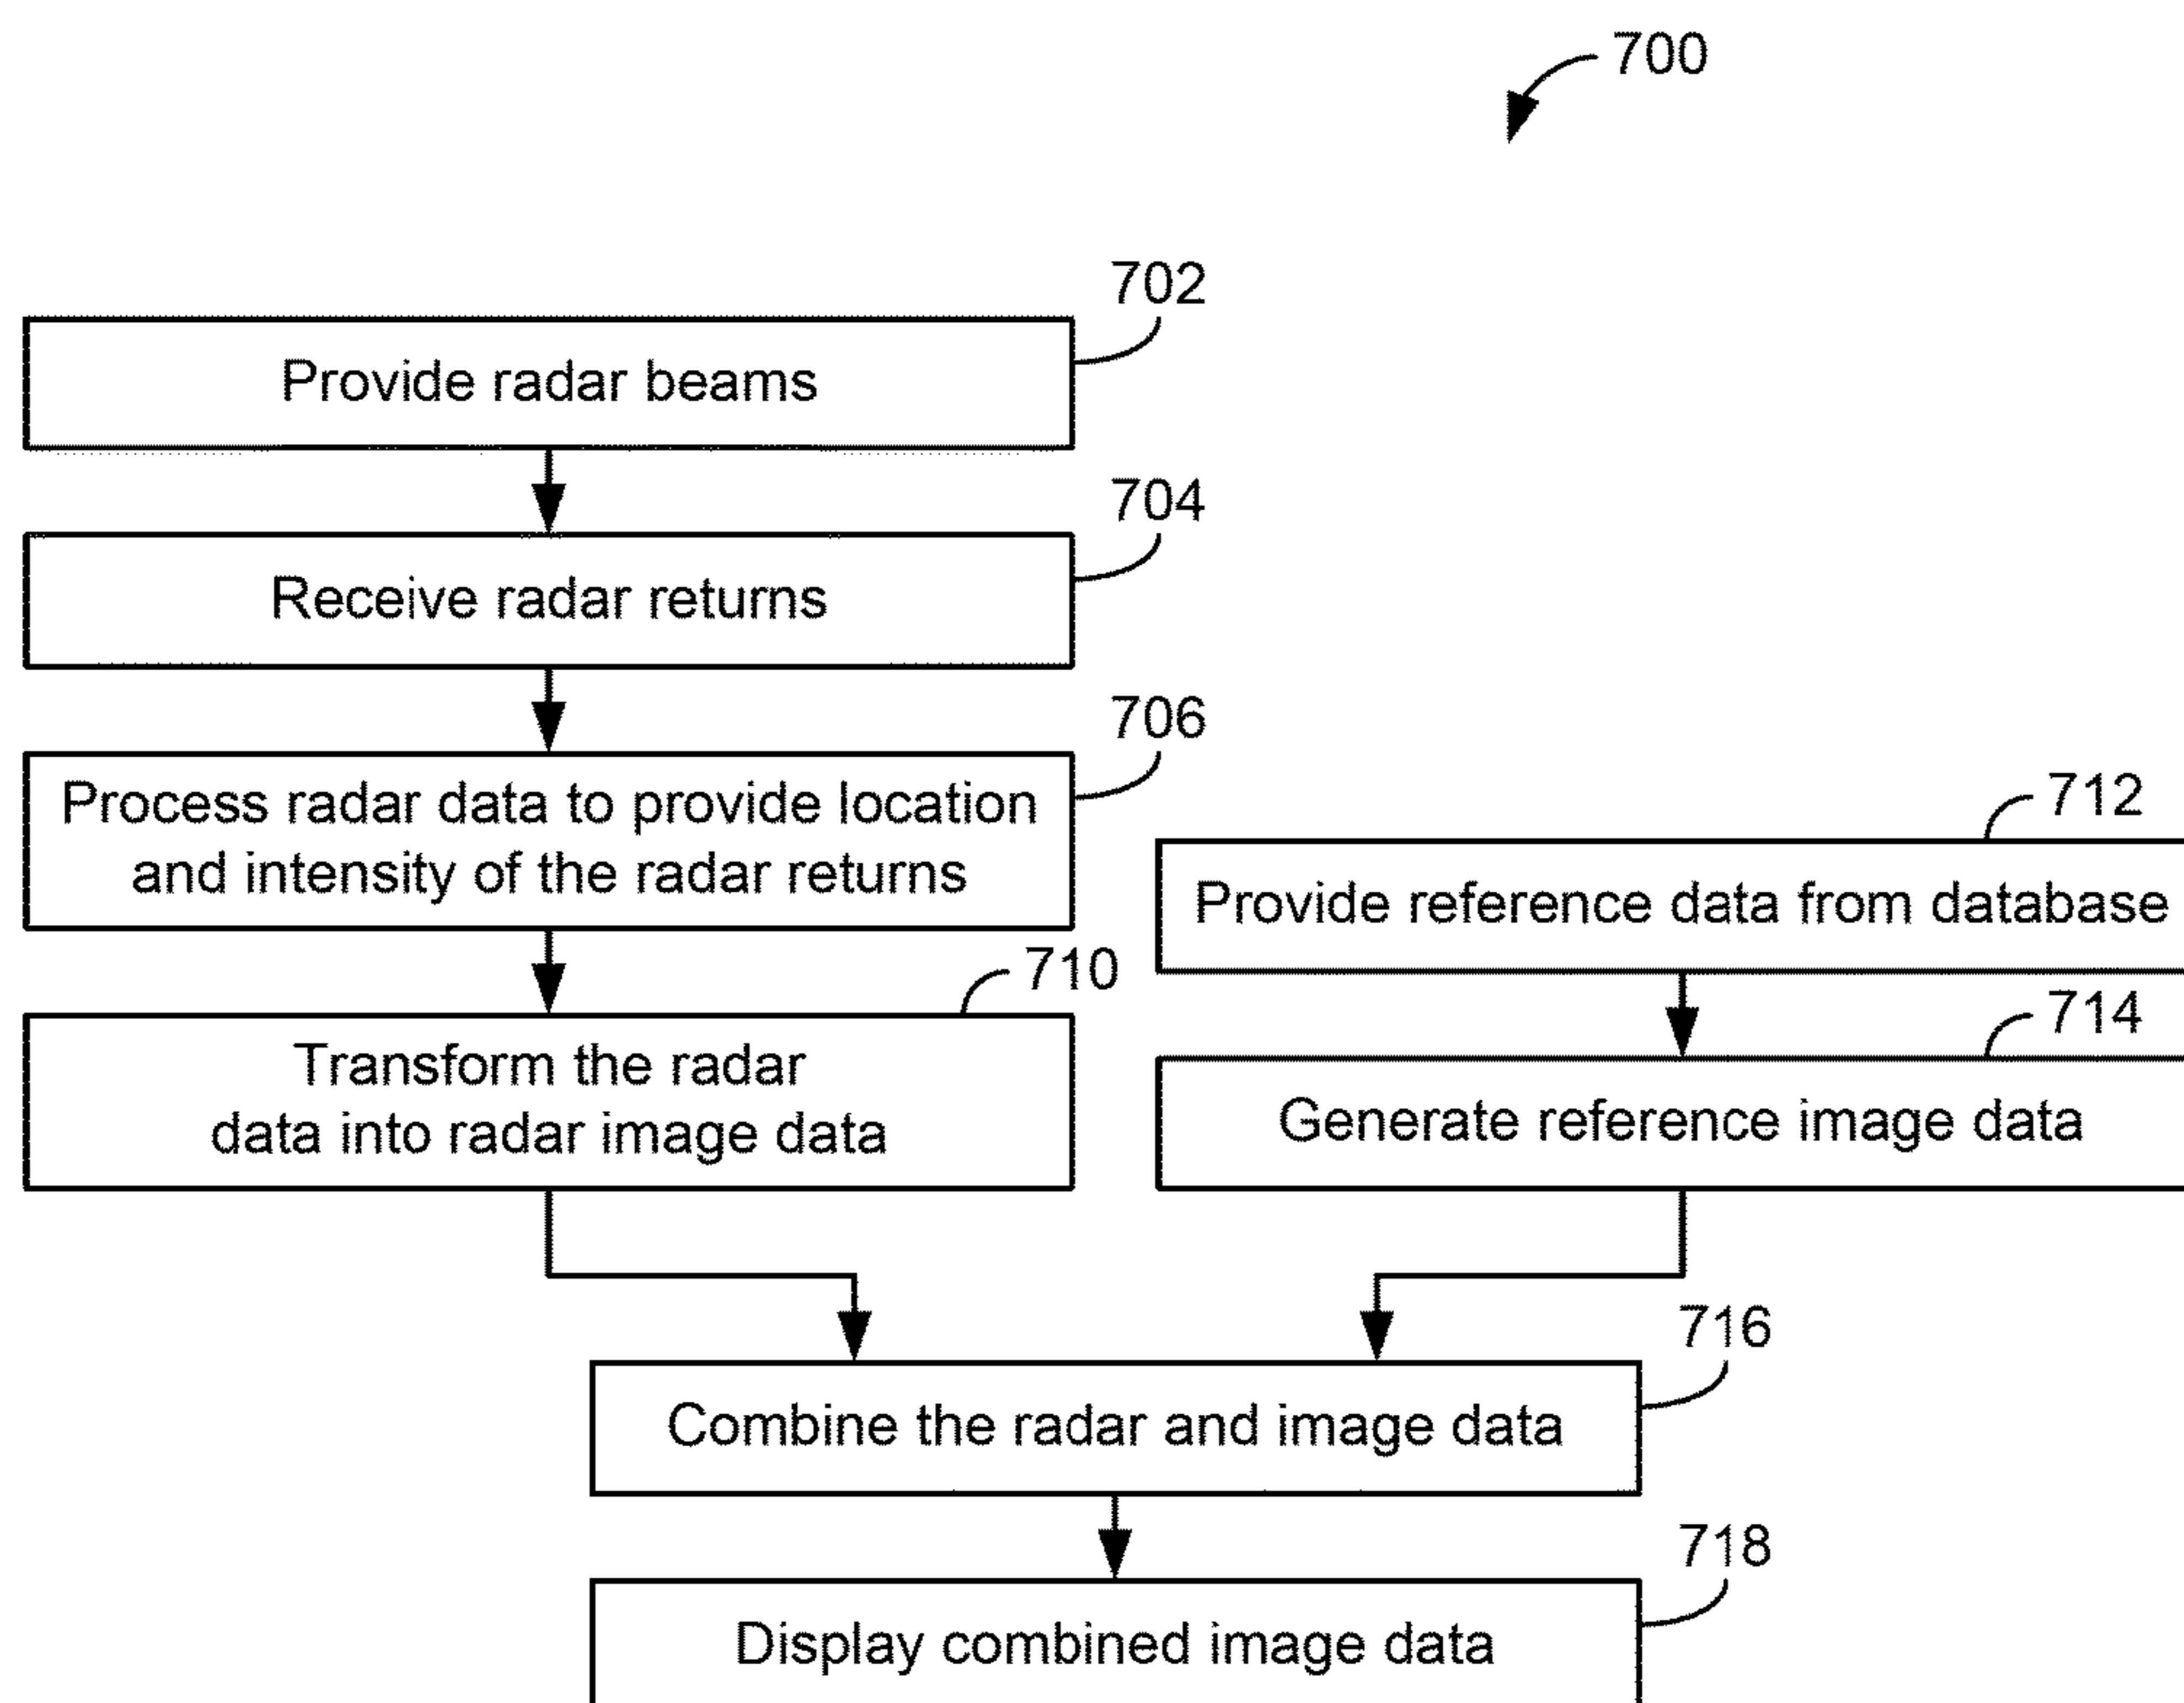 700
702
Provide radar beams
704
Receive radar returns
706
Process radar data to provide location
and intensity of the radar returns
712
Provide reference data from database
710
Transform the radar
data into radar image data
714
Generate reference image data
716
Combine the radar and image data
718
Display combined image data